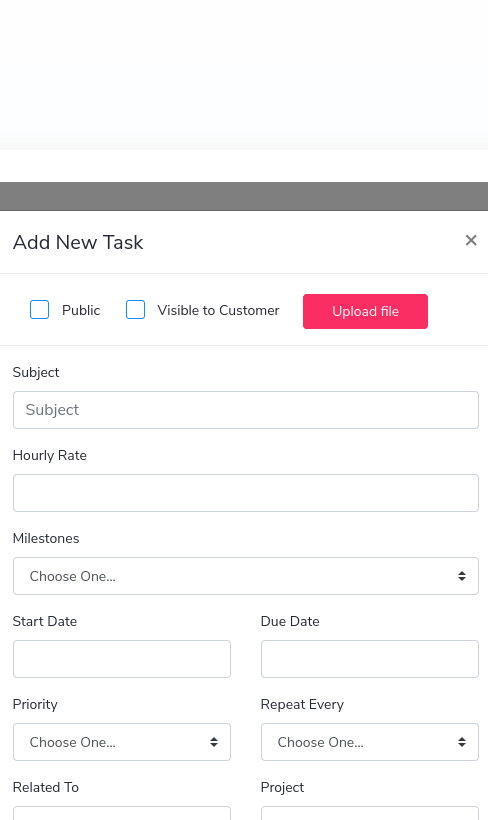 Add New Task ×
Public Visible to Customer Upload file
Subject
Subject
Hourly Rate
Milestones
Choose One...
Start Date Due Date
Priority Repeat Every
Choose One... Choose One...
Related To Project